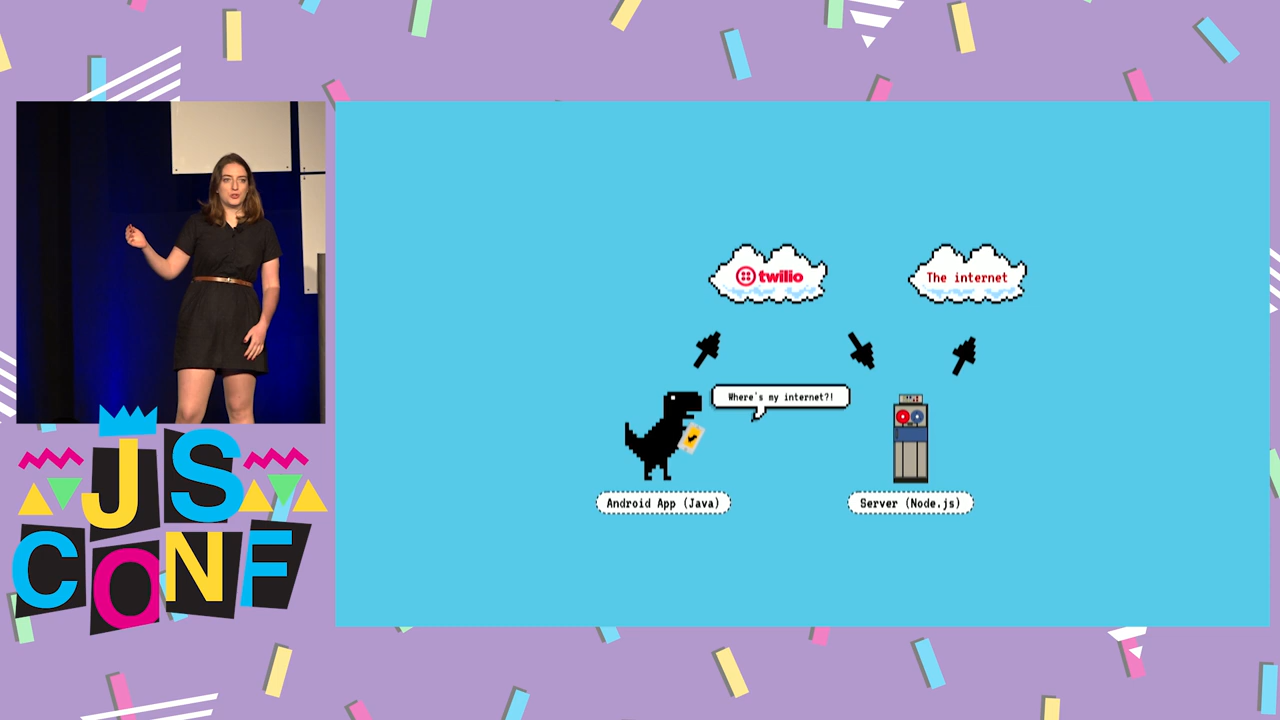 twilio
The internet
Where's my internet?!
Android App (Java)
Server (Node.js)
JS
CONF